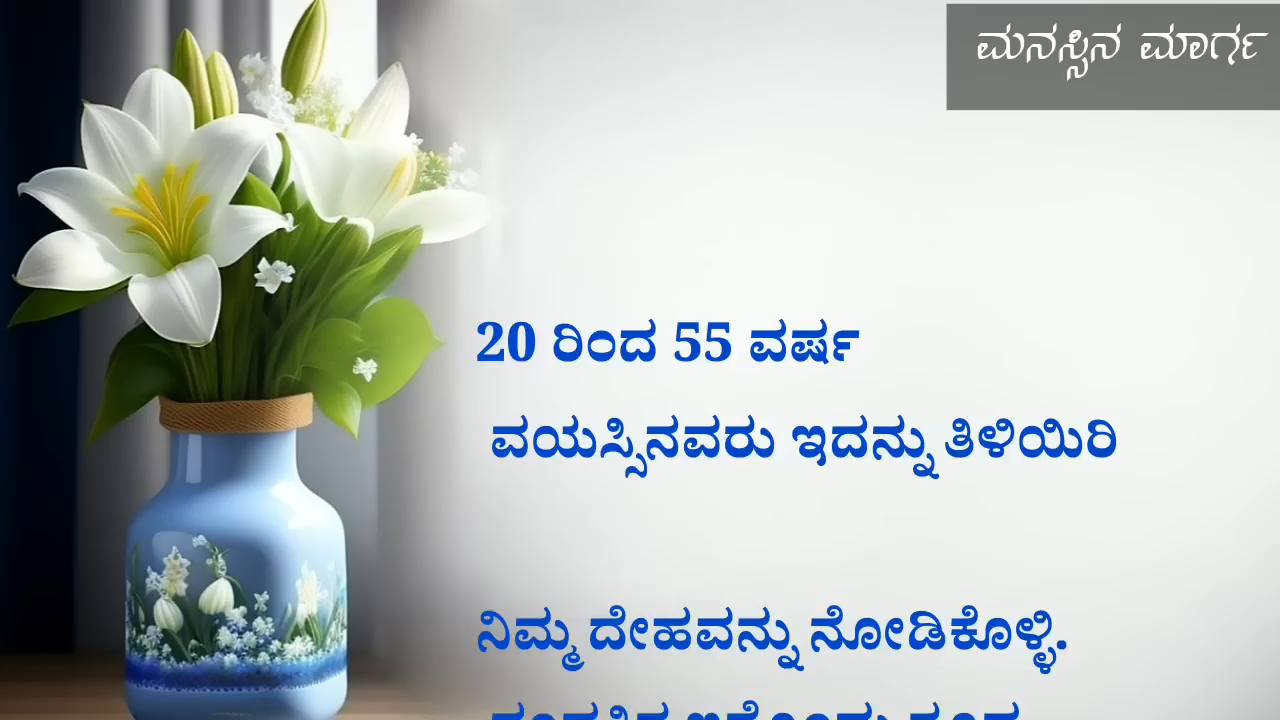 ಮನಸ್ಸಿನ ಮಾರ್ಗ
20 ರಿಂದ 55 ವರ್ಷ
ವಯಸ್ಸಿನವರು ಇದನ್ನು ತಿಳಿಯಿರಿ
ನಿಮ್ಮ ದೇಹವನ್ನು ನೋಡಿಕೊಳ್ಳಿ.